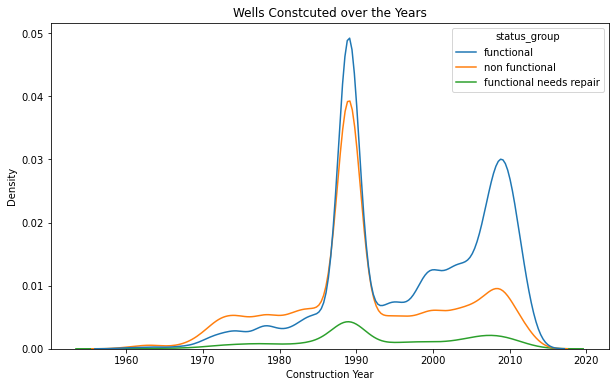 Wells Constcuted over the Years
status_group
functional
non functional
functional needs repair
0.05
0.04
0.03
0.02
0.01
0.00
Density
1960 1970 1980 1990 2000 2010 2020
Construction Year